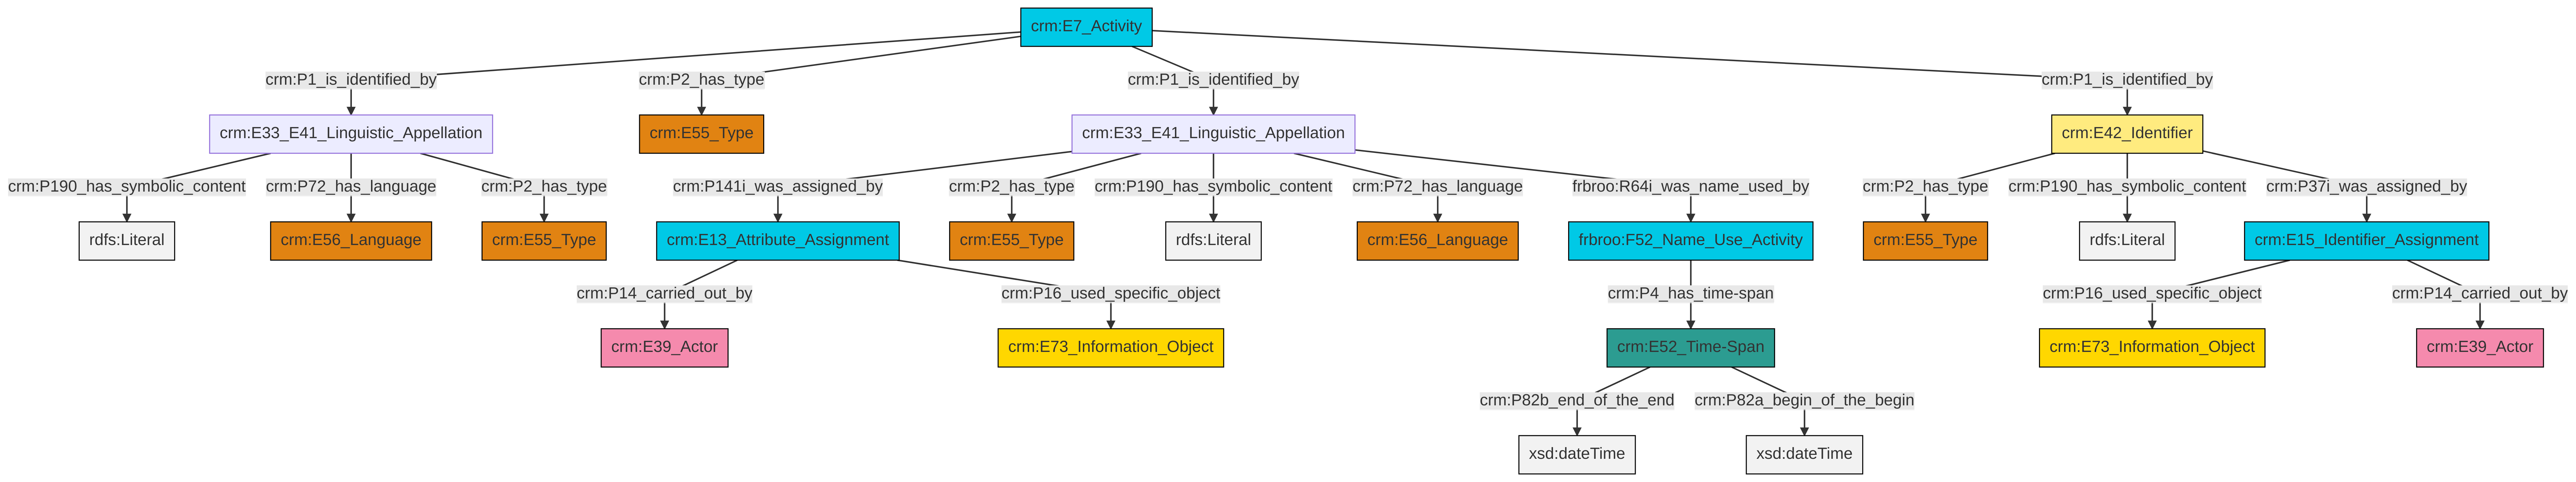 crm:E7_Activity
crm:P1_is_identified_by
crm:P2_has_type
crm:P1_is_identified_by
crm:P1_is_identified_by
crm:E33_E41_Linguistic_Appellation
crm:E55_Type
crm:E33_E41_Linguistic_Appellation
crm:E42_Identifier
crm:P190_has_symbolic_content
crm:P72_has_language
crm:P2_has_type
crm:P141i_was_assigned_by
crm:P2_has_type
crm:P190_has_symbolic_content
crm:P72_has_language
frbroo:R64i_was_name_used_by
crm:P2_has_type
crm:P190_has_symbolic_content
crm:P37i_was_assigned_by
rdfs:Literal
crm:E56_Language
crm:E55_Type
crm:E13_Attribute_Assignment
crm:E55_Type
rdfs:Literal
crm:E56_Language
frbroo:F52_Name_Use_Activity
crm:E55_Type
rdfs:Literal
crm:E15_Identifier_Assignment
crm:P14_carried_out_by
crm:P16_used_specific_object
crm:P4_has_time-span
crm:P16_used_specific_object
crm:P14_carried_out_by
crm:E39_Actor
crm:E73_Information_Object
crm:E52_Time-Span
crm:E73_Information_Object
crm:E39_Actor
crm:P82b_end_of_the_end
crm:P82a_begin_of_the_begin
xsd:dateTime
xsd:dateTime